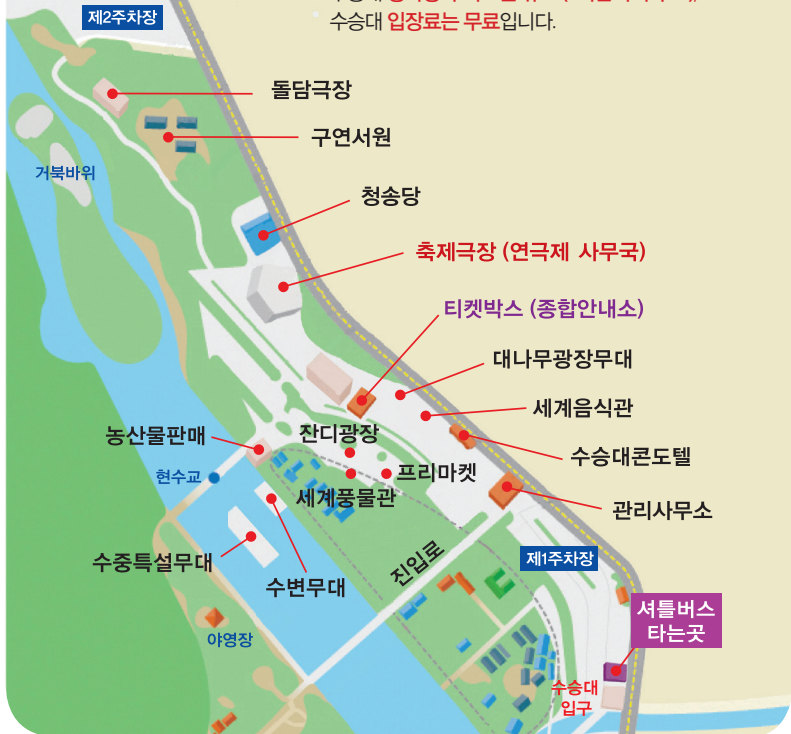 수승대 입장료는 무료입니다.
제2주차장
돌담극장
구연서원
거북바위
청송당
축제극장 (연극제 사무국)
티켓박스 (종합안내소)
대나무광장무대
세계음식관
농산물판매
잔디광장
수승대콘도텔
현수교
프리마켓
세계풍물관
관리사무소
수중특설무대
수변무대
진입로
제1주차장
셔틀버스
타는곳
야영장
수승대
입구